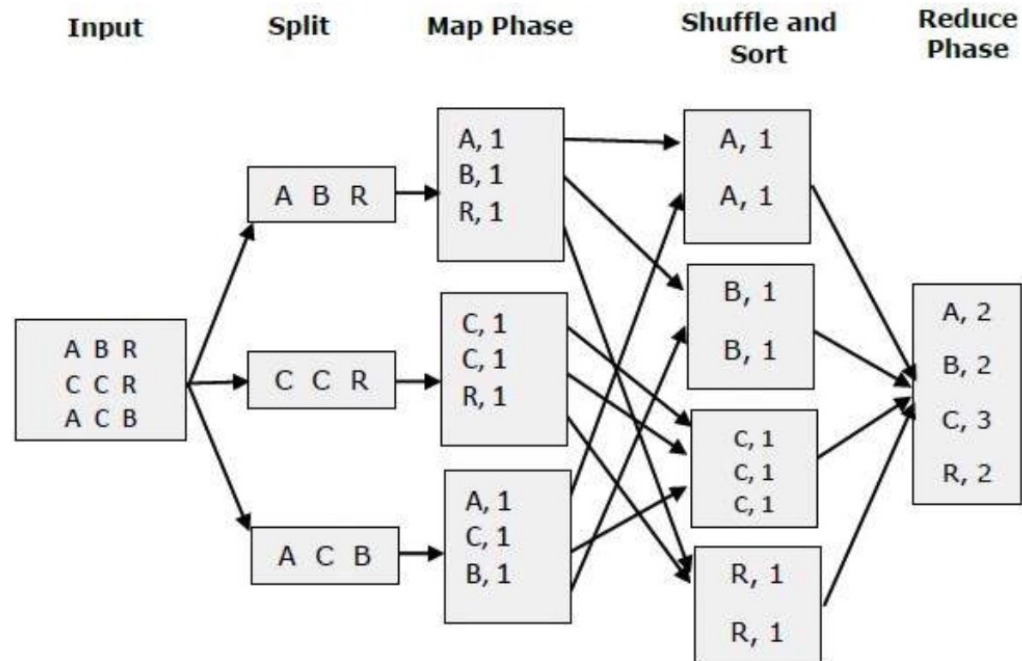 Input
Split
Map Phase
Shuffle and
Sort
Reduce
Phase
A B R
C C R
A C B
A B R
C C R
A C B
A, 1
B, 1
R, 1
C, 1
C, 1
R, 1
A, 1
C, 1
B, 1
A, 1
A, 1
B, 1
B, 1
C, 1
C, 1
C, 1
R, 1
R, 1
A, 2
B, 2
C, 3
R, 2